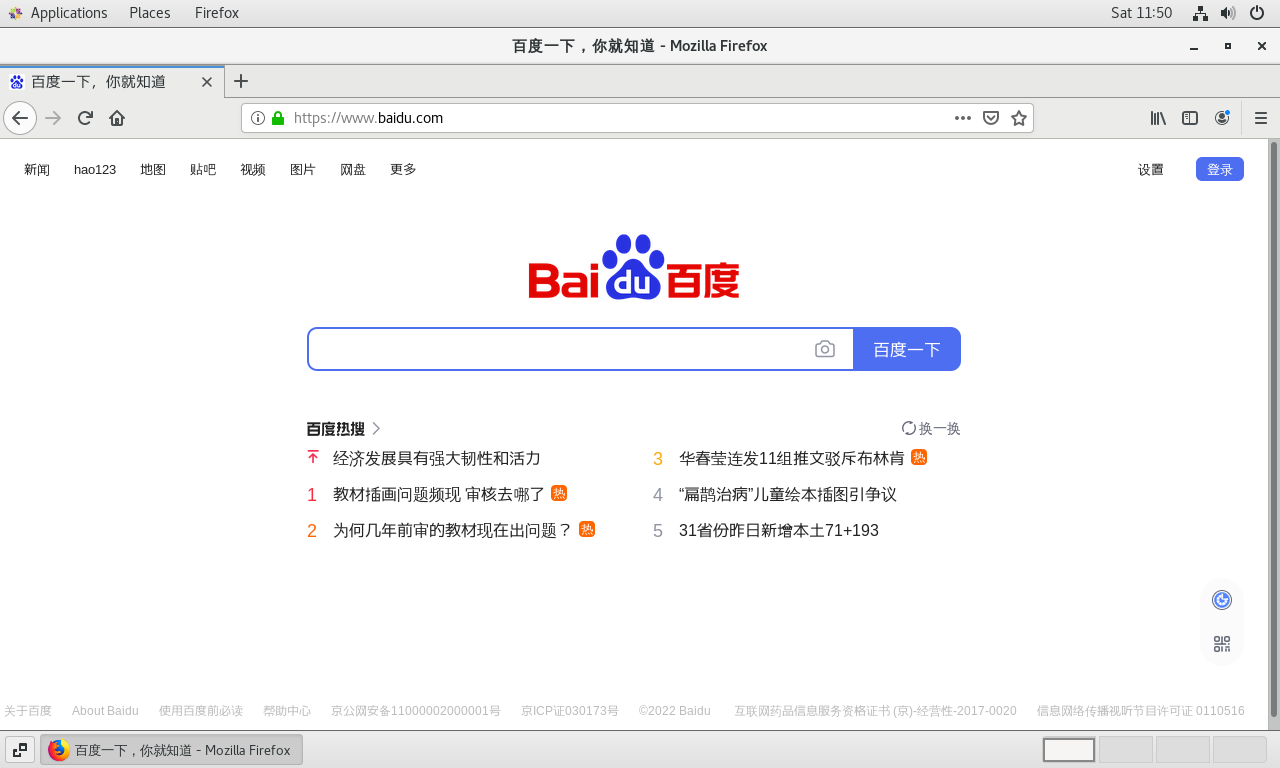 Applications Places Firefox Sat 11:50
百度一下，你就知道 - Mozilla Firefox
百度一下，你就知道
https://www.baidu.com
新闻 hao123 地图 贴吧 视频 图片 网盘 更多 设置 登录
Bai du 百度
百度一下
百度热搜 换一换
经济发展具有强大韧性和活力
1 教材插画问题频现 审核去哪了 热
2 为何几年前审的教材现在出问题？ 热
3 华春莹连发11组推文驳斥布林肯 热
4 “扁鹊治病”儿童绘本插图引争议
5 31省份昨日新增本土71+193
关于百度 About Baidu 使用百度前必读 帮助中心 京公网安备11000002000001号 京ICP证030173号 ©2022 Baidu 互联网药品信息服务资格证书 (京)-经营性-2017-0020 信息网络传播视听节目许可证 0110516
百度一下，你就知道 - Mozilla Firefox